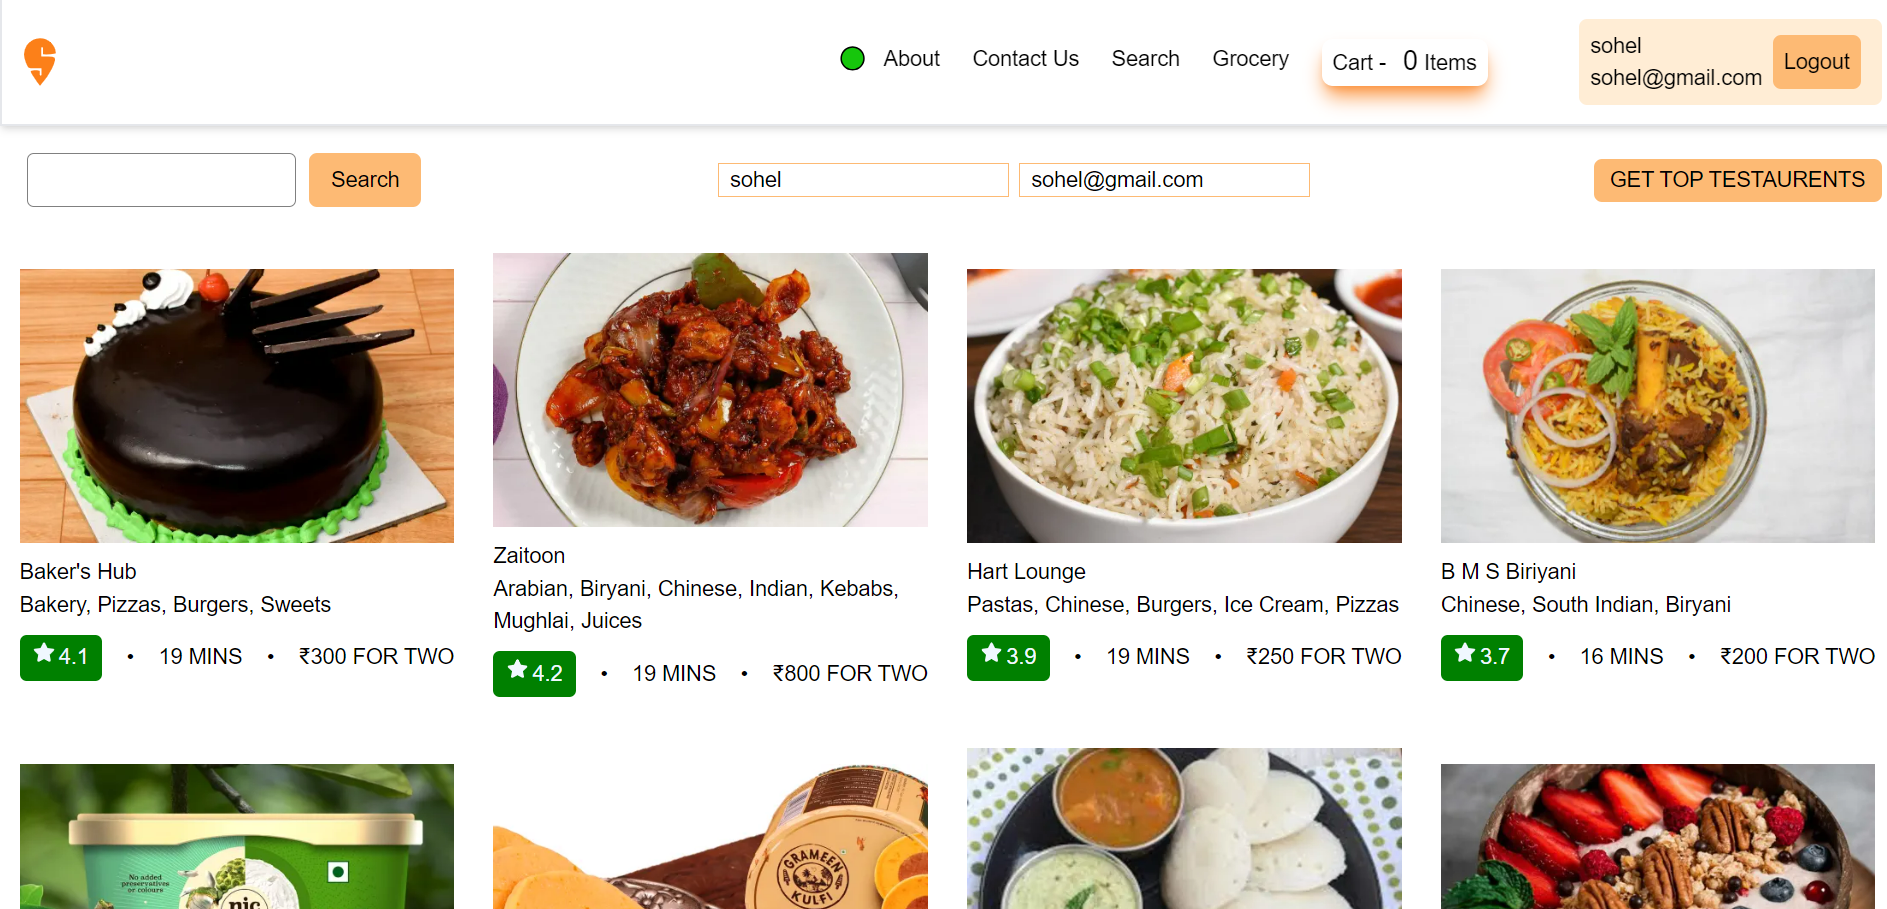 About
Contact Us
Search
Grocery
Cart - 0 Items
sohel
sohel@gmail.com
Logout
Search
sohel
sohel@gmail.com
GET TOP TESTAURENTS
Baker's Hub
Bakery, Pizzas, Burgers, Sweets
4.1 • 19 MINS • ₹300 FOR TWO
Zaitoon
Arabian, Biryani, Chinese, Indian, Kebabs,
Mughlai, Juices
4.2 • 19 MINS • ₹800 FOR TWO
Hart Lounge
Pastas, Chinese, Burgers, Ice Cream, Pizzas
3.9 • 19 MINS • ₹250 FOR TWO
B M S Biriyani
Chinese, South Indian, Biryani
3.7 • 16 MINS • ₹200 FOR TWO
No added
preservatives
or colours
nic
GRAMEEN
KULFI